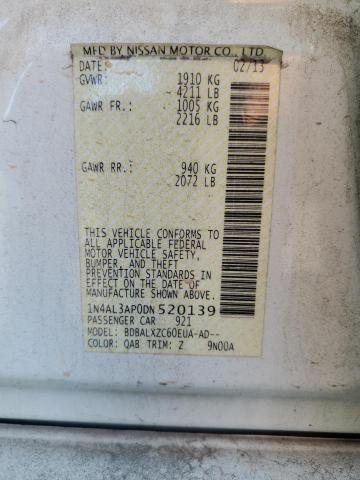 MFD BY NISSAN MOTOR CO., LTD.
DATE: 02/13
GVWR: 1910 KG
4211 LB
GAWR FR.: 1005 KG
2216 LB
GAWR RR.: 940 KG
2072 LB
THIS VEHICLE CONFORMS TO
ALL APPLICABLE FEDERAL
MOTOR VEHICLE SAFETY,
BUMPER, AND THEFT
PREVENTION STANDARDS IN
EFFECT ON THE DATE OF
MANUFACTURE SHOWN ABOVE.
1N4AL3AP0DN520139
PASSENGER CAR 921
MODEL: BDBALXZC60EUA-AD--
COLOR: QAB TRIM: Z 9N00A